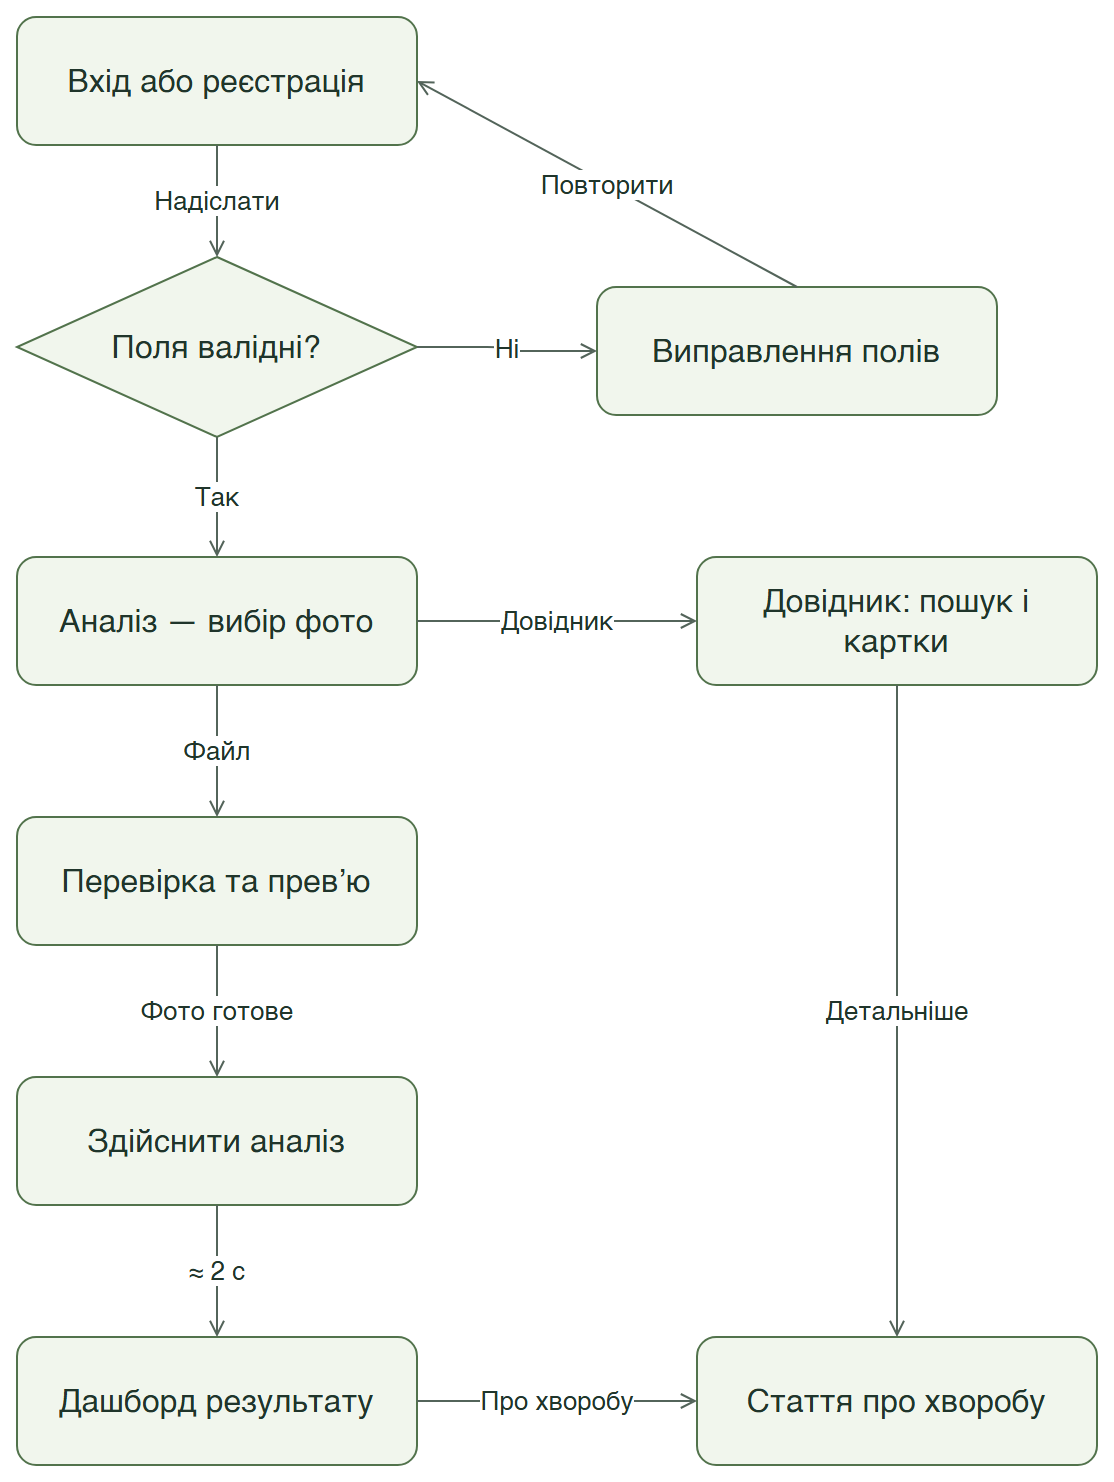 Вхід або реєстрація
Надіслати
Повторити
Поля валідні?
Ні
Виправлення полів
Так
Аналіз — вибір фото
Довідник
Довідник: пошук і
картки
Файл
Перевірка та прев’ю
Фото готове
Детальніше
Здійснити аналіз
≈ 2 с
Дашборд результату
Про хворобу
Стаття про хворобу